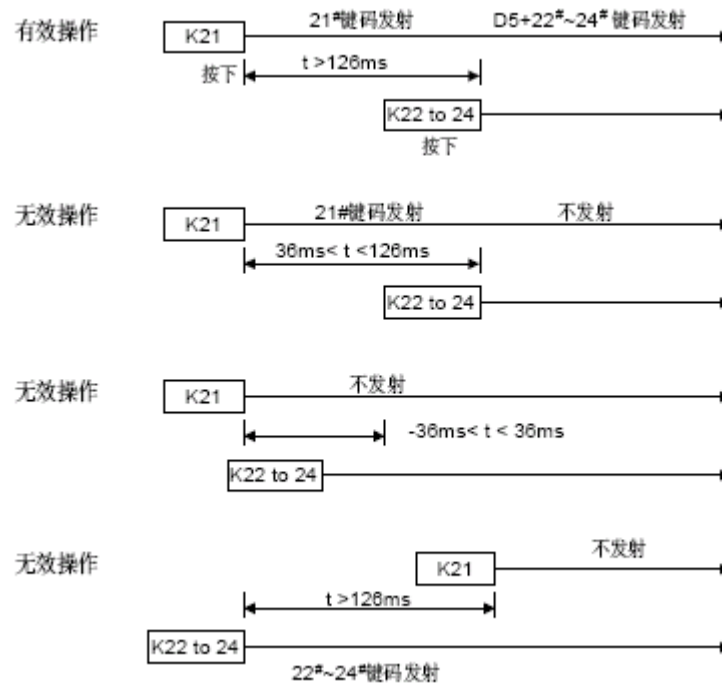 有效操作 K21 21#键码发射 D5+22#~24# 键码发射
按下 t >126ms
K22 to 24
按下
无效操作 K21 21#键码发射 不发射
36ms< t <126ms
K22 to 24
无效操作 K21 不发射
-36ms< t < 36ms
K22 to 24
无效操作 K21 不发射
t >126ms
K22 to 24
22#~24#键码发射